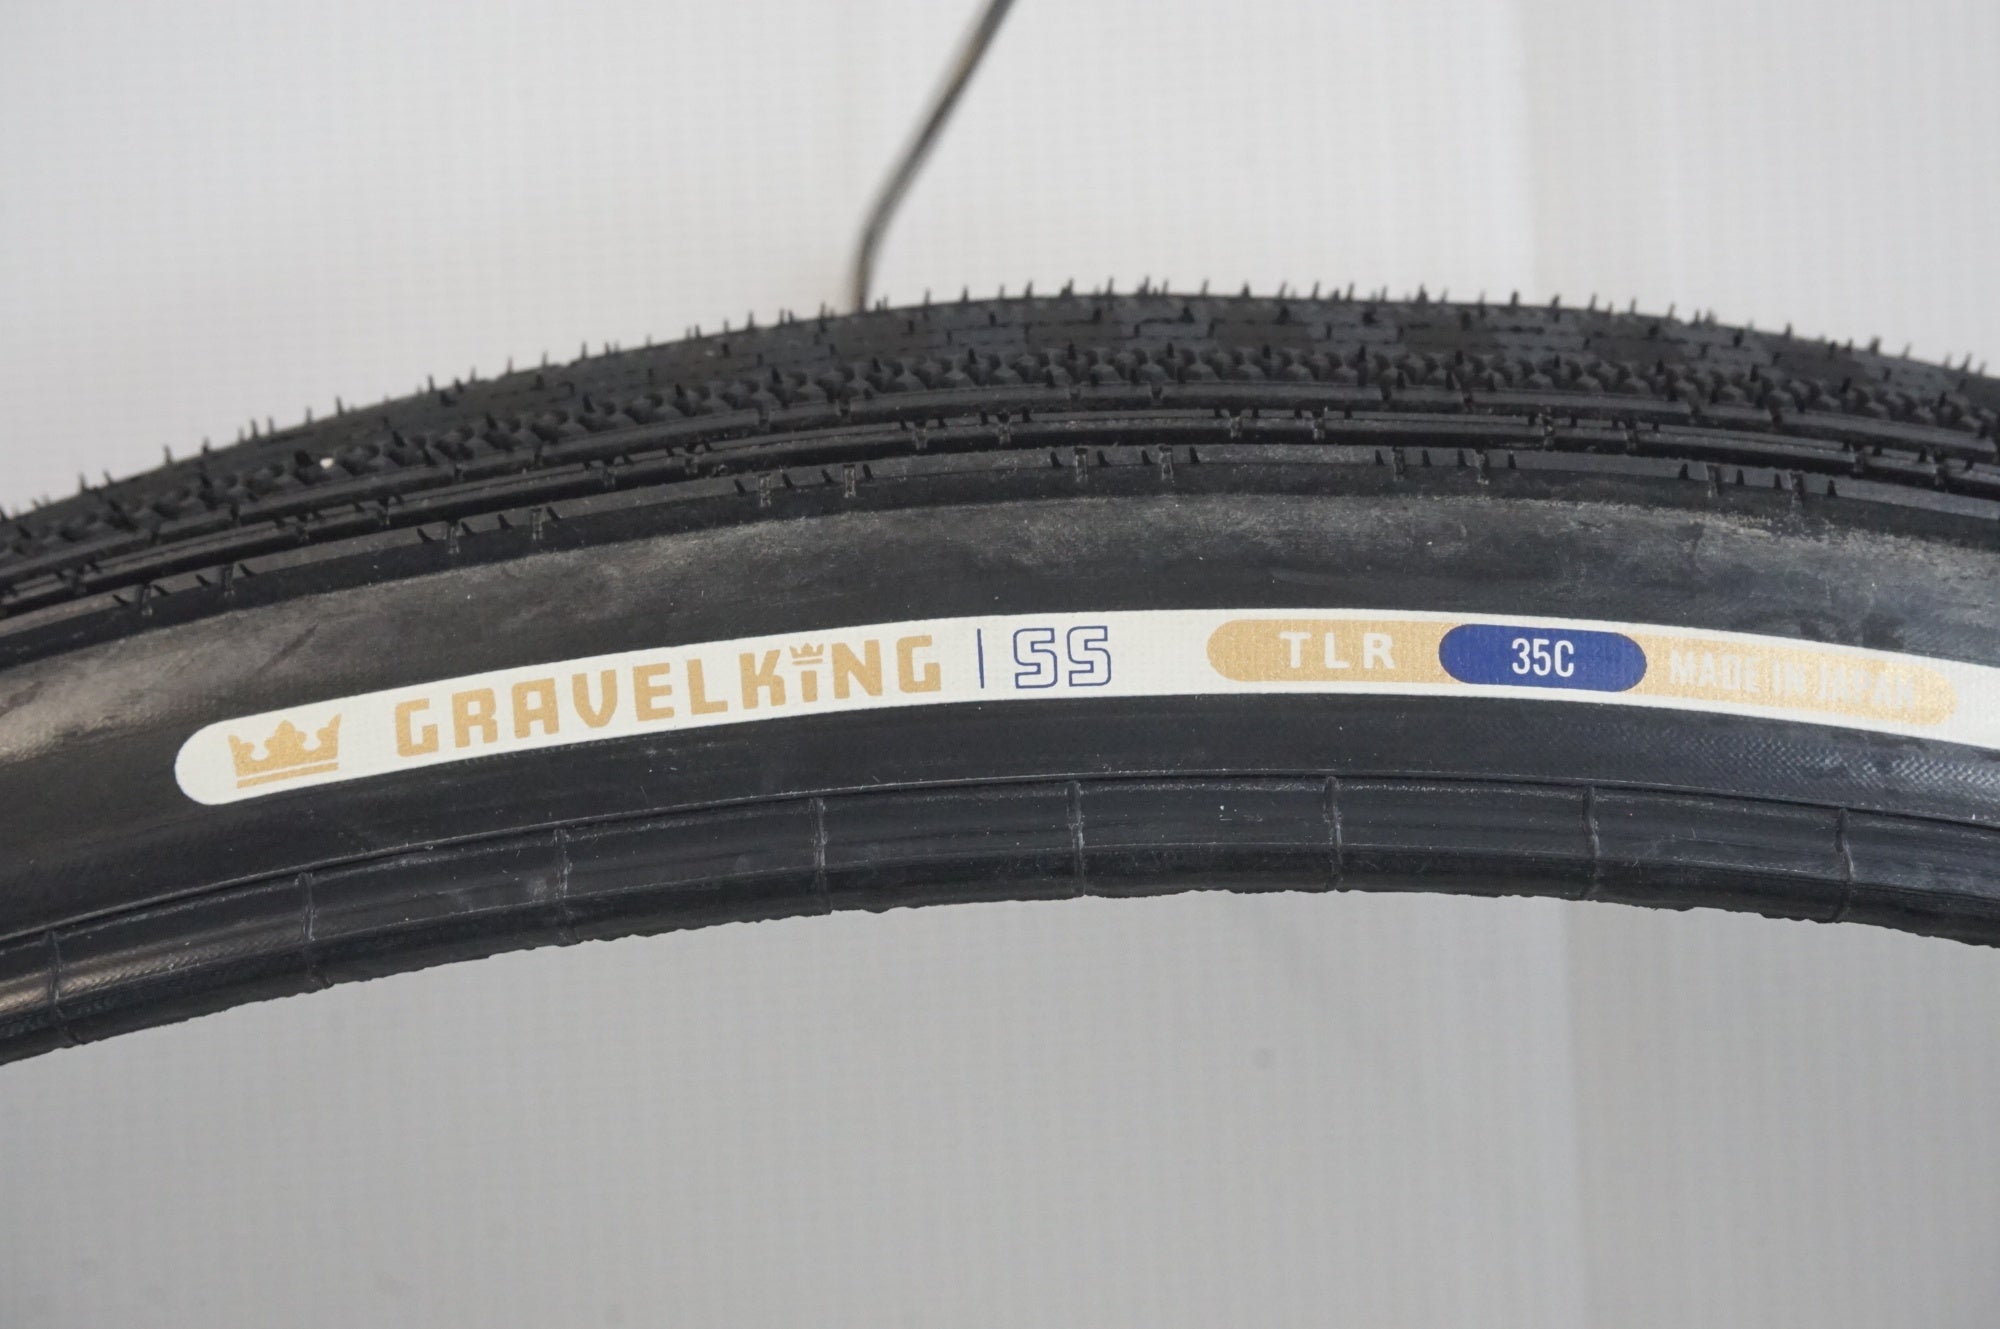 GRAVELKING | SS TLR 35C MADE IN JAPAN